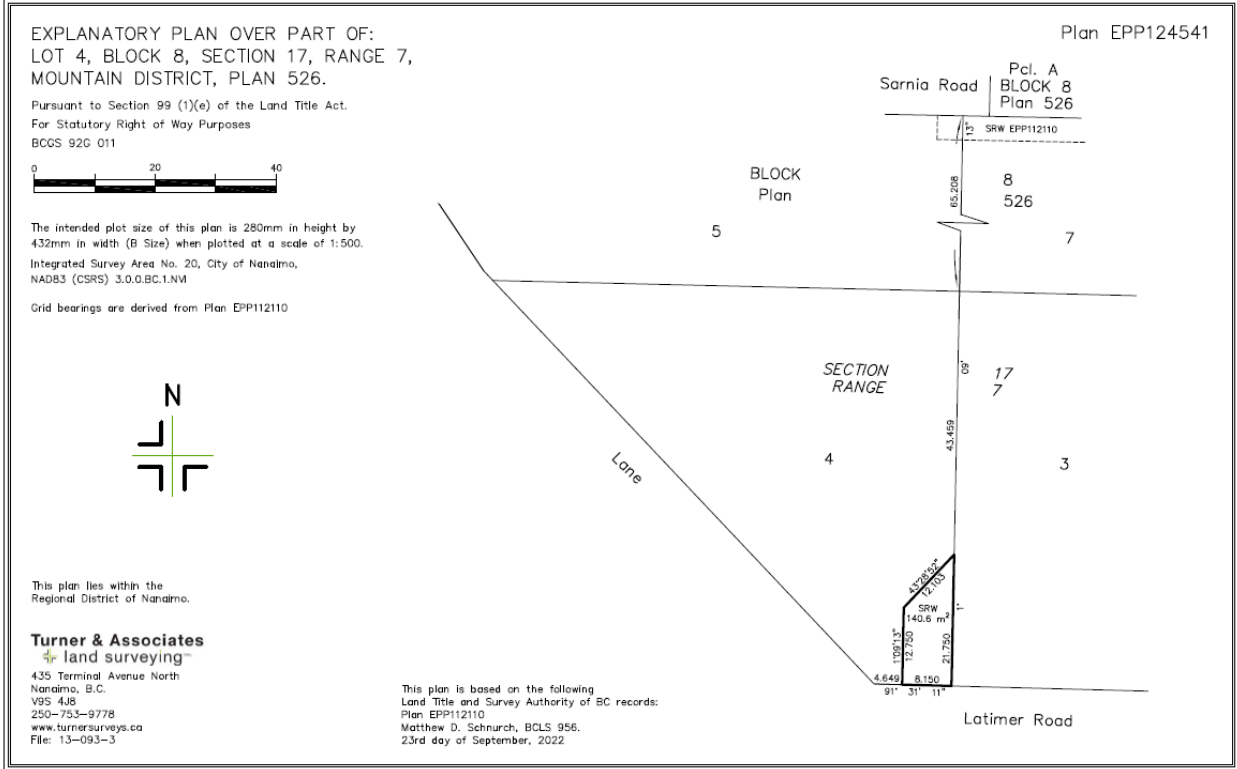 EXPLANATORY PLAN OVER PART OF:
LOT 4, BLOCK 8, SECTION 17, RANGE 7,
MOUNTAIN DISTRICT, PLAN 526.
Pursuant to Section 99 (1)(e) of the Land Title Act.
For Statutory Right of Way Purposes
BCGS 92G 011
0 20 40
The intended plot size of this plan is 280mm in height by
432mm in width (B Size) when plotted at a scale of 1:500.
Integrated Survey Area No. 20, City of Nanaimo,
NAD83 (CSRS) 3.0.0.BC.1.NVI
Grid bearings are derived from Plan EPP112110
N
This plan lies within the
Regional District of Nanaimo.
Turner & Associates
land surveying
435 Terminal Avenue North
Nanaimo, B.C.
V9S 4J8
250-753-9778
www.turnersurveys.ca
File: 13-093-3
This plan is based on the following
Land Title and Survey Authority of BC records:
Plan EPP112110
Matthew D. Schnurch, BCLS 956.
23rd day of September, 2022
Plan EPP124541
Sarnia Road
Pcl. A
BLOCK 8
Plan 526
13"
SRW EPP112110
BLOCK
Plan
65.208
8
526
5
7
SECTION
RANGE
09'
17
7
43.459
4
3
Lane
43°28'52"
12.103
SRW
140.6 m²
1°
1°09'13"
12.750
21.750
4.649
8.150
91° 31' 11"
Latimer Road